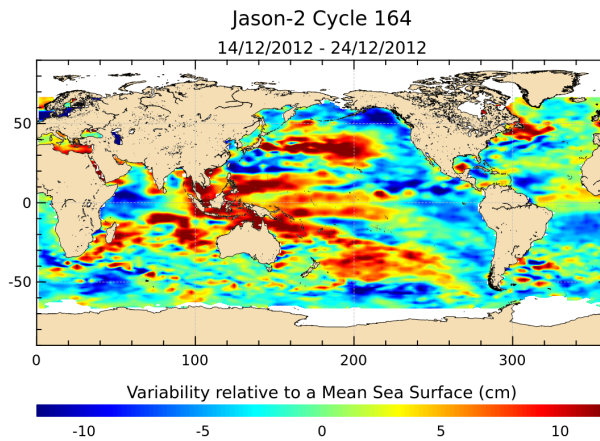 Jason-2 Cycle 164
14/12/2012 - 24/12/2012
50
0
-50
0 100 200 300
Variability relative to a Mean Sea Surface (cm)
-10 -5 0 5 10